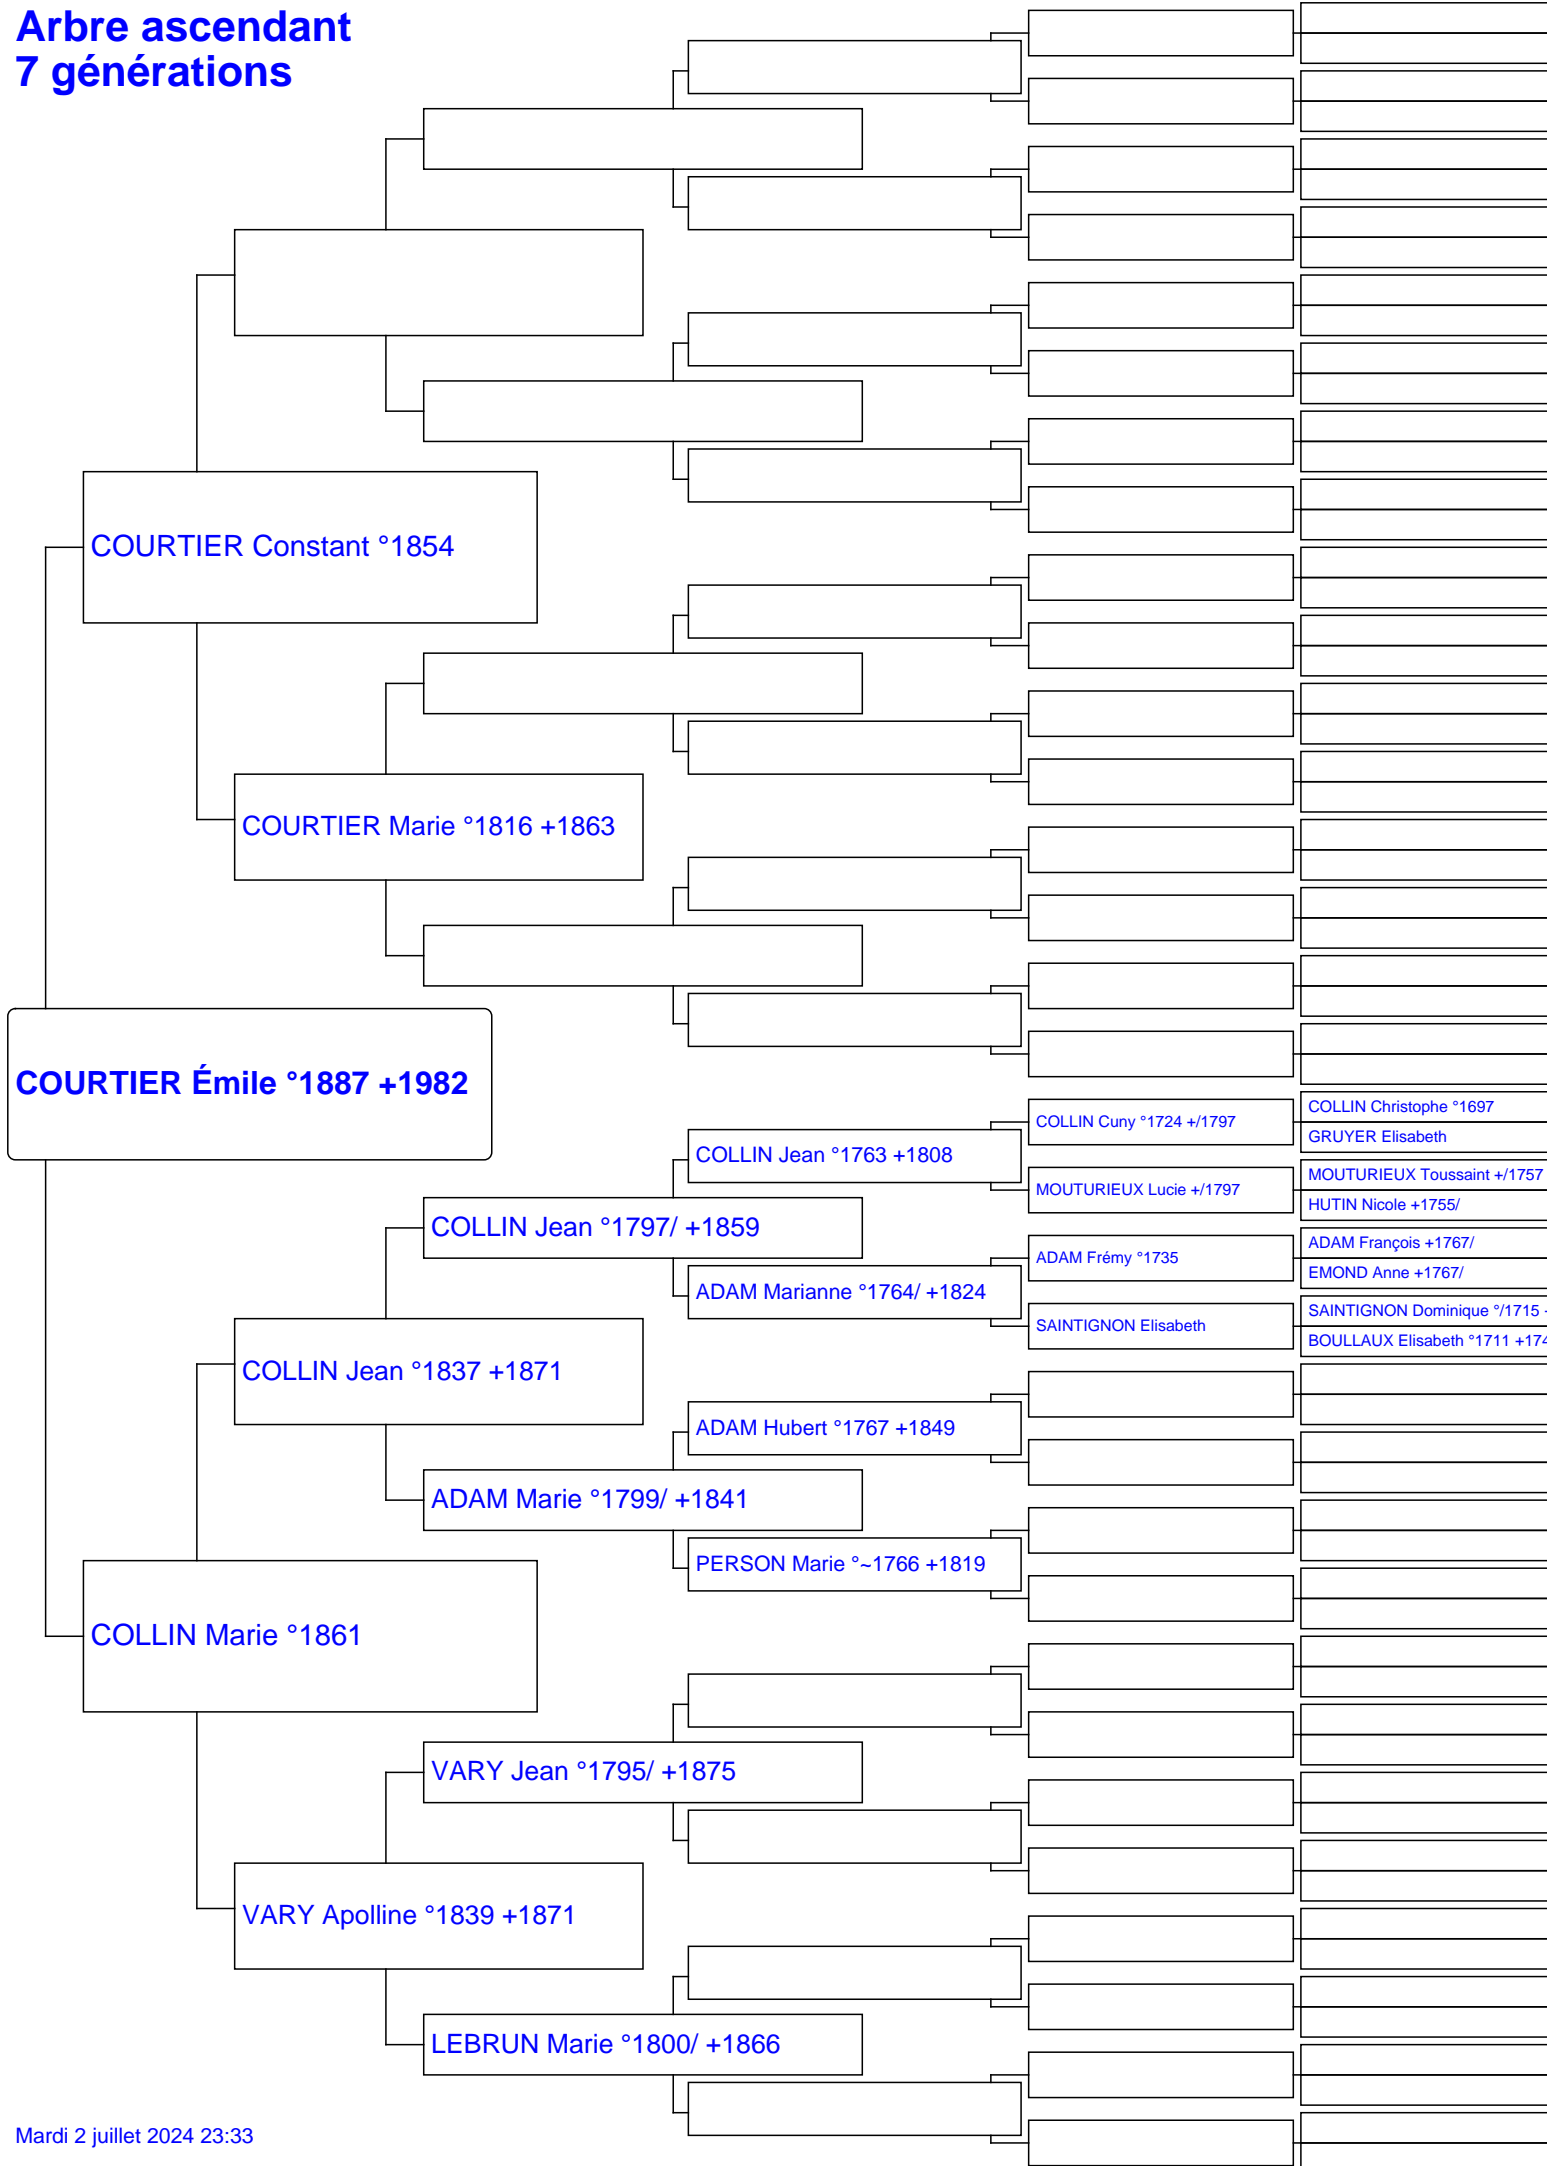 Arbre ascendant
7 générations
COURTIER Constant °1854
COURTIER Marie °1816 +1863
COURTIER Émile °1887 +1982
COLLIN Christophe °1697
COLLIN Cuny °1724 +/1797
GRUYER Elisabeth
COLLIN Jean °1763 +1808
MOUTURIEUX Toussaint +/1757
MOUTURIEUX Lucie +/1797
HUTIN Nicole +1755/
COLLIN Jean °1797/ +1859
ADAM François +1767/
ADAM Frémy °1735
EMOND Anne +1767/
ADAM Marianne °1764/ +1824
SAINTIGNON Dominique °/1715
SAINTIGNON Elisabeth
BOULLAUX Elisabeth °1711
COLLIN Jean °1837 +1871
ADAM Hubert °1767 +1849
ADAM Marie °1799/ +1841
PERSON Marie °~1766 +1819
COLLIN Marie °1861
VARY Jean °1795/ +1875
VARY Apolline °1839 +1871
LEBRUN Marie °1800/ +1866
Mardi 2 juillet 2024 23:33